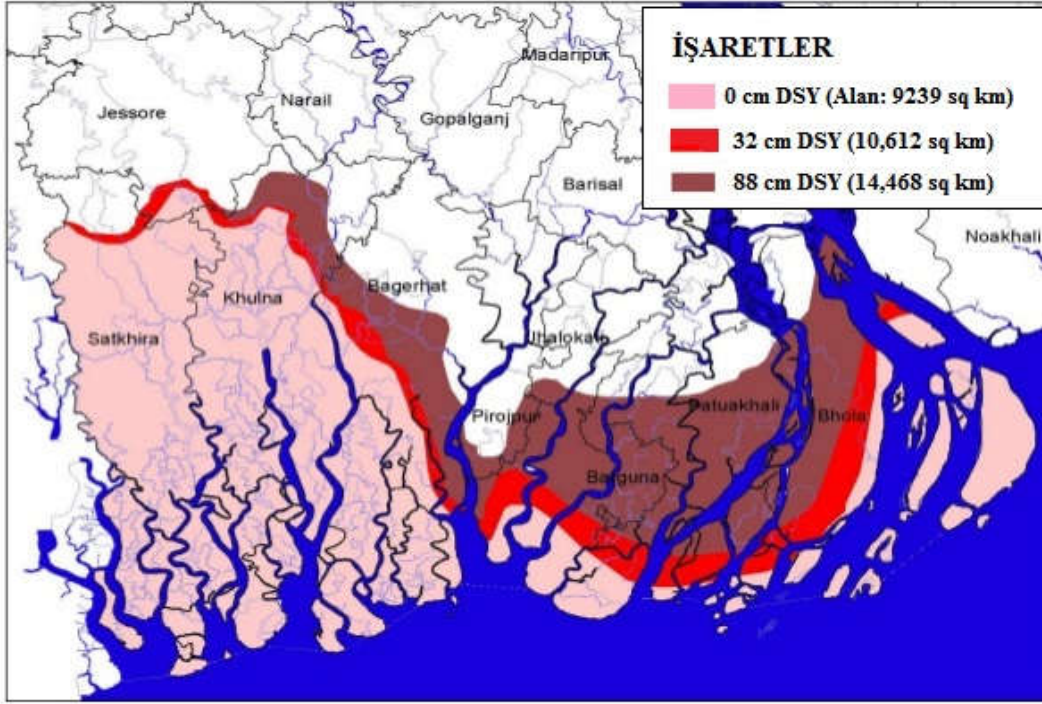 İŞARETLER
0 cm DSY (Alan: 9239 sq km)
32 cm DSY (10,612 sq km)
88 cm DSY (14,468 sq km)
Madaripur
Jessore
Narail
Gopalganj
Barisal
Noakhali
Bagerhat
Khulna
Satkhira
Jhalokati
Pirojpur
Patuakhali
Bhola
Barguna